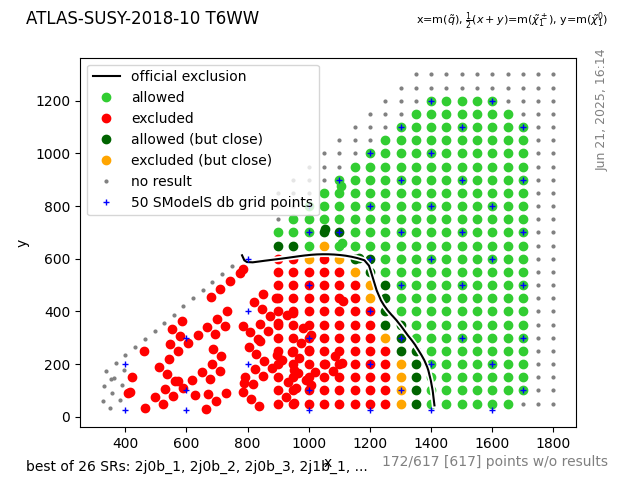 ATLAS-SUSY-2018-10 T6WW
x=m(q̃), ½(x + y)=m(χ̃₁±), y=m(χ̃₁⁰)
official exclusion
allowed
excluded
allowed (but close)
excluded (but close)
no result
50 SModelS db grid points
Jun 21, 2025, 16:14
y
1200
1000
800
600
400
200
0
400 600 800 1000 1200 1400 1600 1800
x
best of 26 SRs: 2j0b_1, 2j0b_2, 2j0b_3, 2j1b_1, ...
172/617 [617] points w/o results